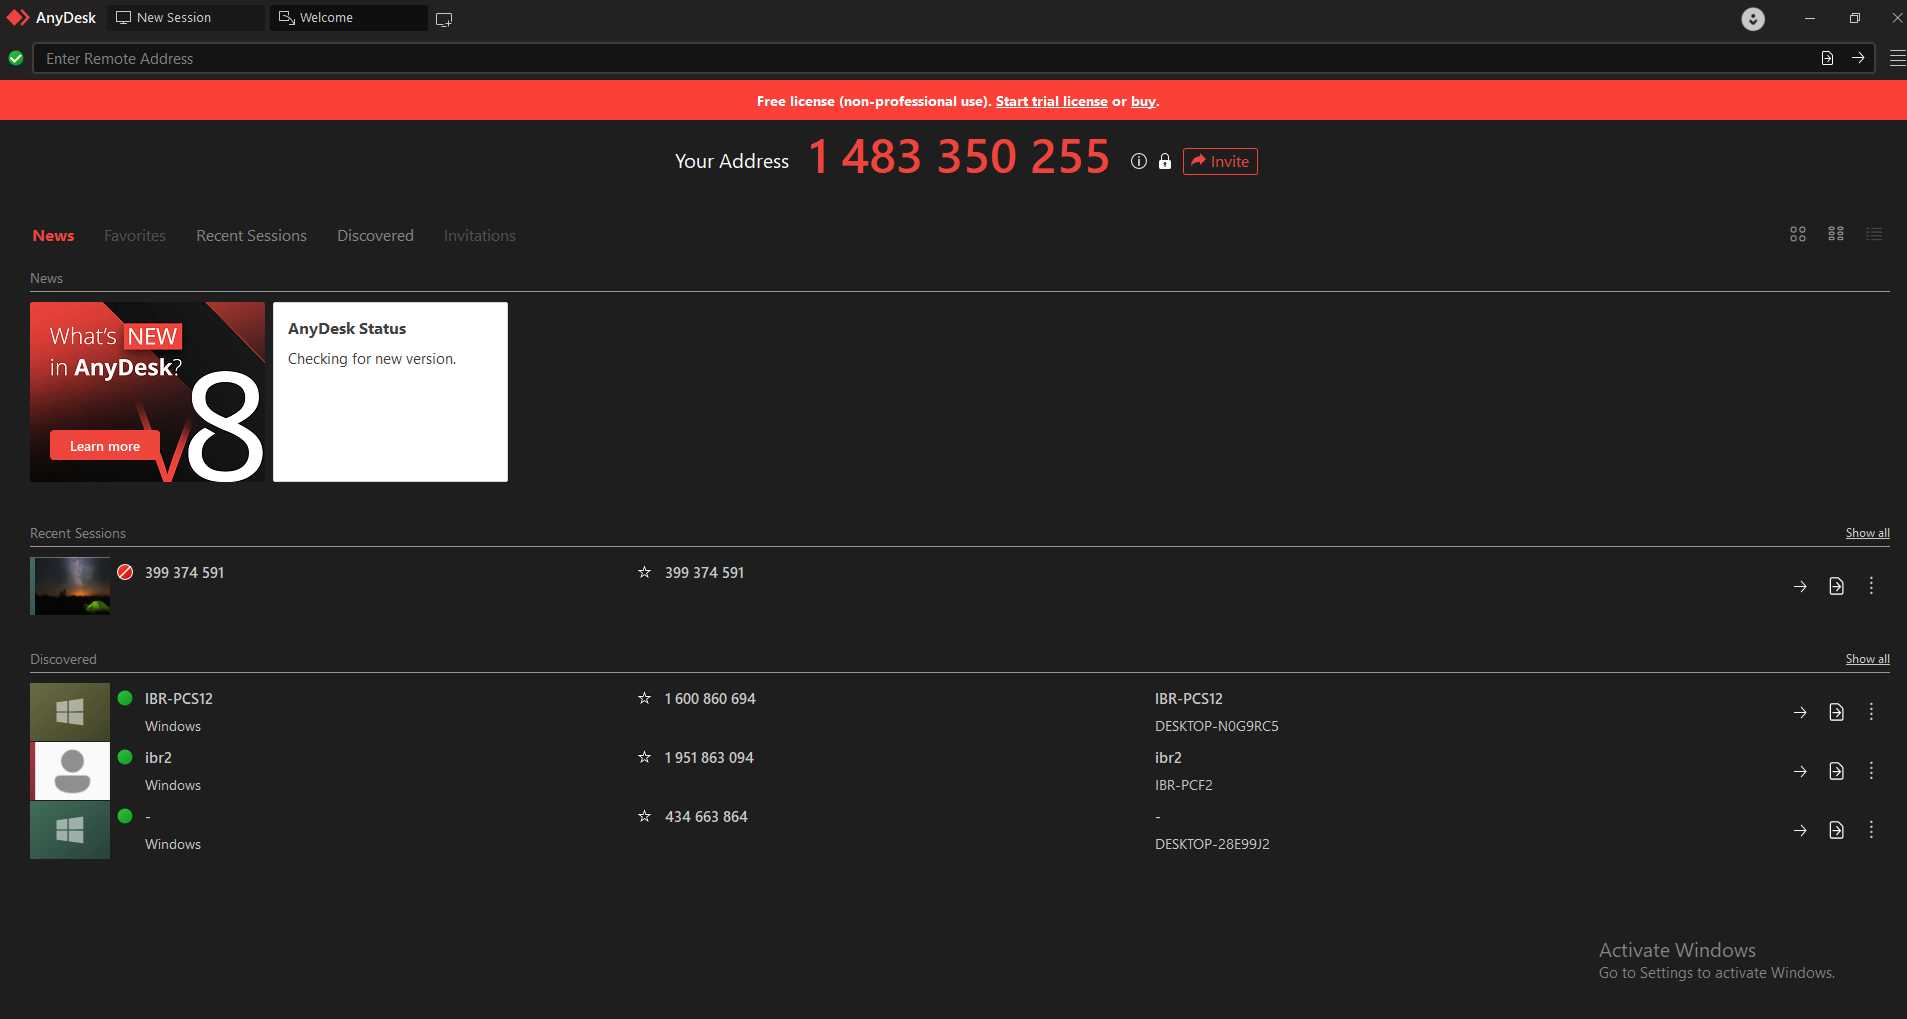 AnyDesk
New Session
Welcome
Enter Remote Address
Free license (non-professional use). Start trial license or buy.
Your Address 1 483 350 255 Invite
News Favorites Recent Sessions Discovered Invitations
News
What's NEW
in AnyDesk?
V8
Learn more
AnyDesk Status
Checking for new version.
Recent Sessions Show all
399 374 591 399 374 591
Discovered Show all
IBR-PCS12 1 600 860 694 IBR-PCS12
Windows DESKTOP-N0G9RC5
ibr2 1 951 863 094 ibr2
Windows IBR-PCF2
- 434 663 864 -
Windows DESKTOP-28E99J2
Activate Windows
Go to Settings to activate Windows.